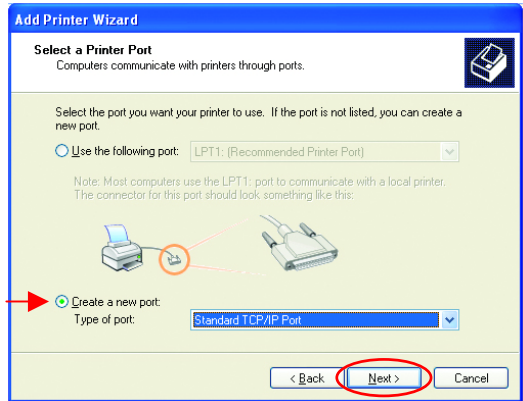 Add Printer Wizard
Select a Printer Port
Computers communicate with printers through ports.
Select the port you want your printer to use. If the port is not listed, you can create a
new port.
Use the following port: LPT1: (Recommended Printer Port)
Note: Most computers use the LPT1: port to communicate with a local printer.
The connector for this port should look something like this:
Create a new port:
Type of port: Standard TCP/IP Port
< Back Next > Cancel